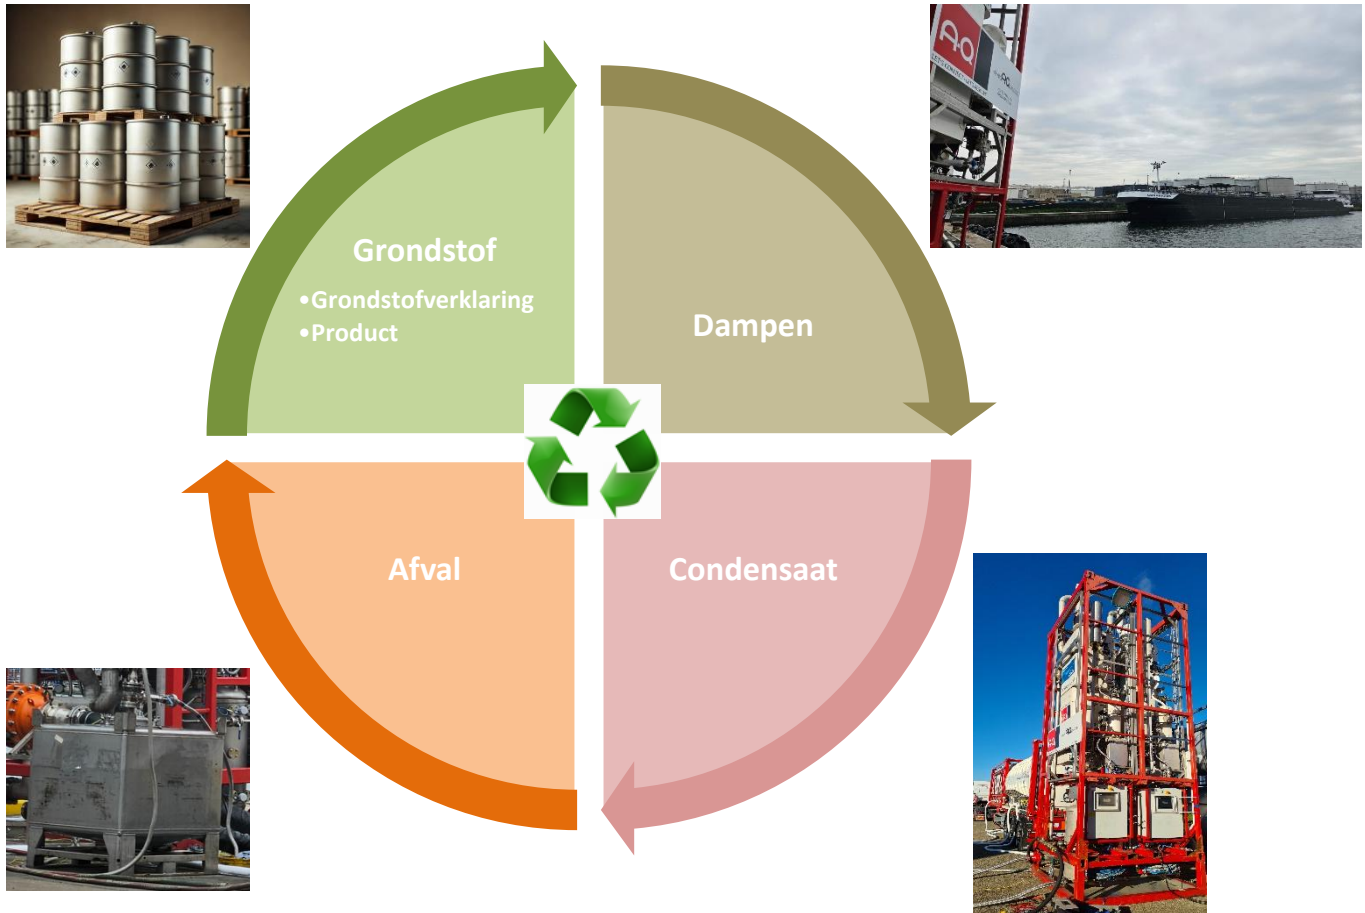 Grondstof
•Grondstofverklaring
•Product
Dampen
Afval
Condensaat
A-Q
A-Q